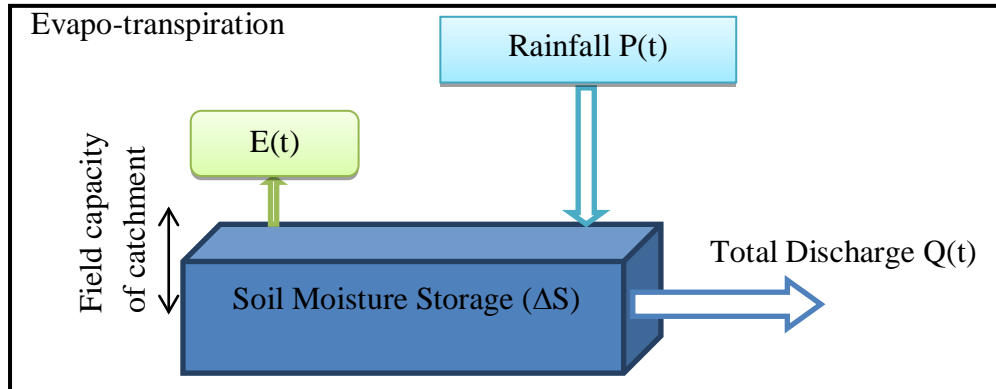 Evapo-transpiration
Rainfall P(t)
E(t)
Field capacity
of catchment
Total Discharge Q(t)
Soil Moisture Storage (ΔS)